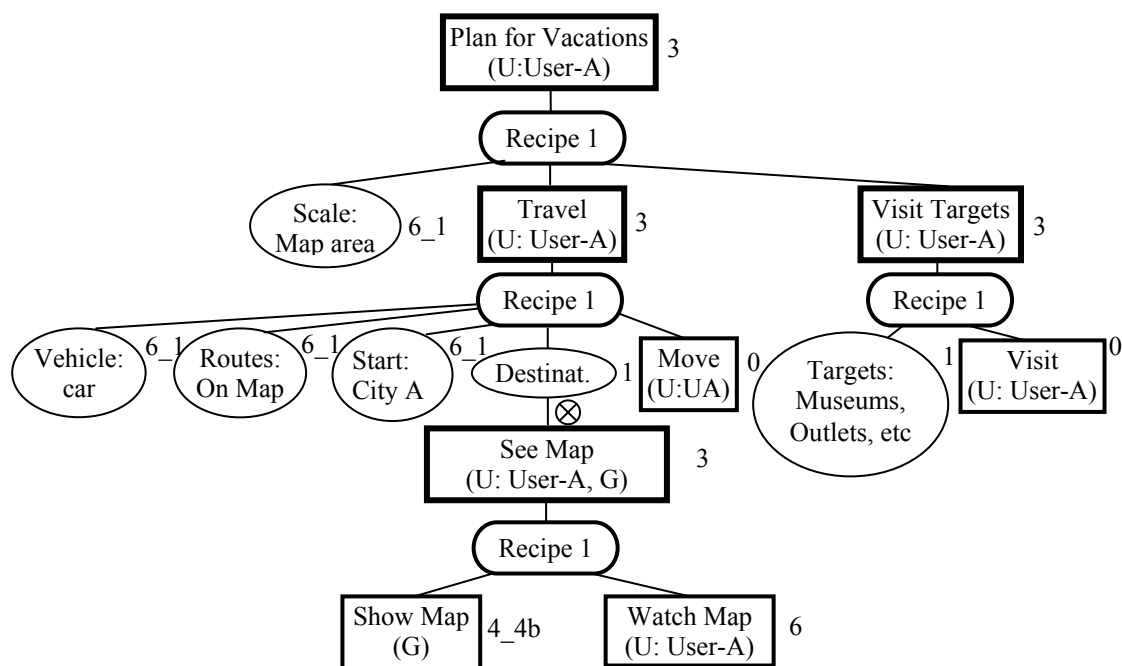 Plan for Vacations
(U:User-A)
3
Recipe 1
Scale:
Map area
6_1
Travel
(U: User-A)
3
Visit Targets
(U: User-A)
3
Recipe 1
Recipe 1
Vehicle:
car
6_1
Routes:
On Map
6_1
Start:
City A
6_1
Destinat.
1
Move
(U:UA)
0
Targets:
Museums,
Outlets, etc
1
Visit
(U: User-A)
0
See Map
(U: User-A, G)
3
Recipe 1
Show Map
(G)
4_4b
Watch Map
(U: User-A)
6